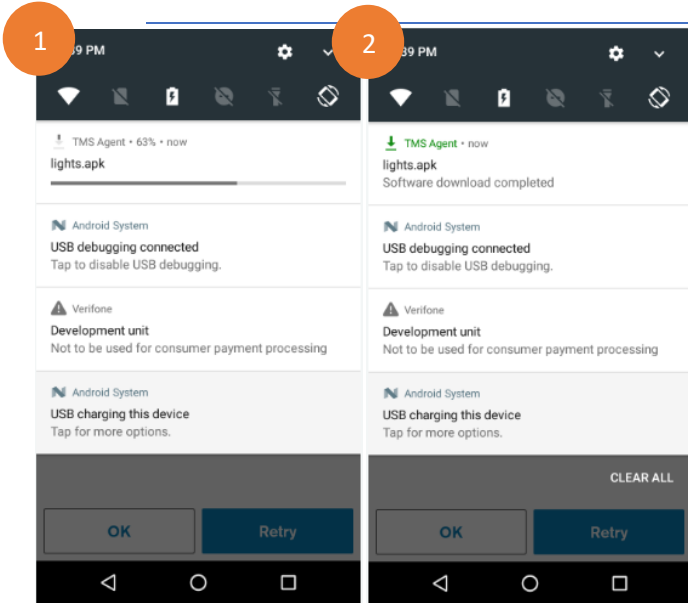 1
39 PM
TMS Agent • 63% • now
lights.apk
Android System
USB debugging connected
Tap to disable USB debugging.
Verifone
Development unit
Not to be used for consumer payment processing
Android System
USB charging this device
Tap for more options.
OK
Retry
2
39 PM
TMS Agent • now
lights.apk
Software download completed
Android System
USB debugging connected
Tap to disable USB debugging.
Verifone
Development unit
Not to be used for consumer payment processing
Android System
USB charging this device
Tap for more options.
CLEAR ALL
OK
Retry